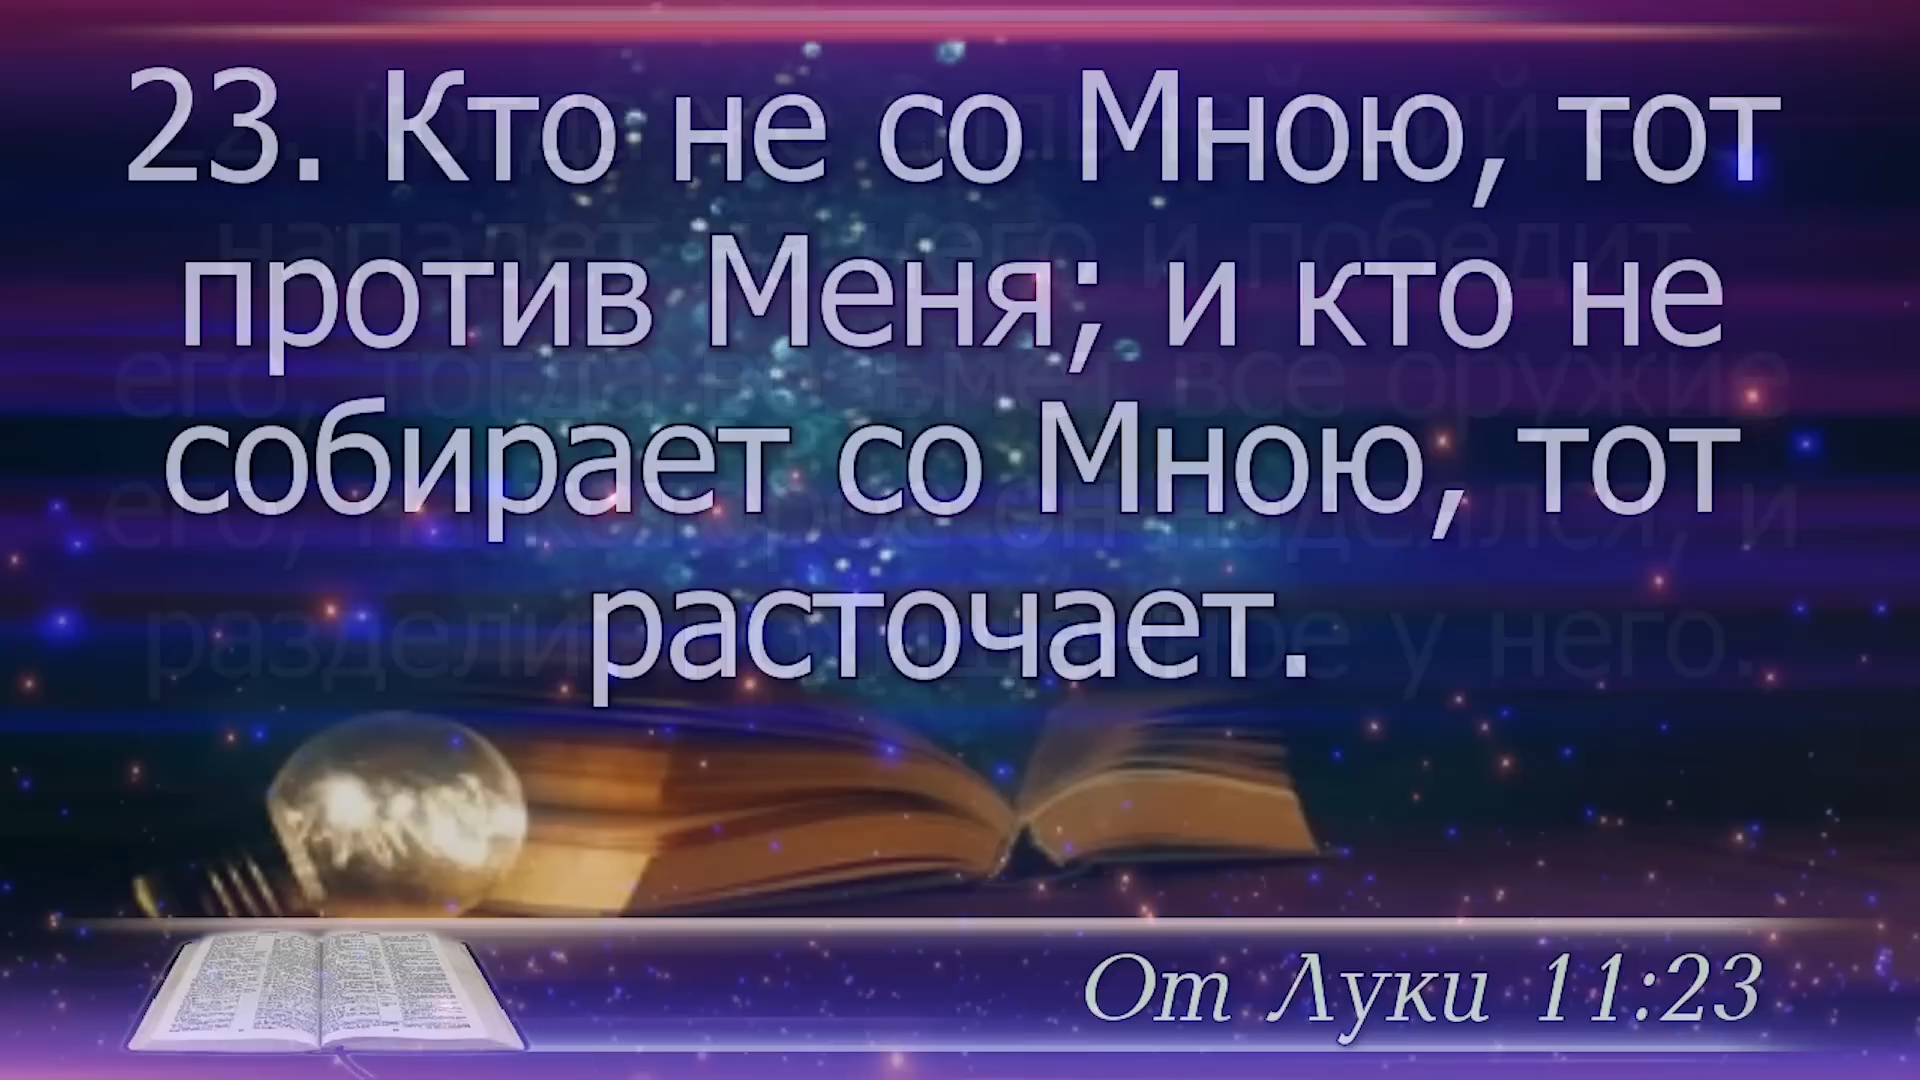 23. Кто не со Мною, тот
против Меня; и кто не
собирает со Мною, тот
расточает.
От Луки 11:23